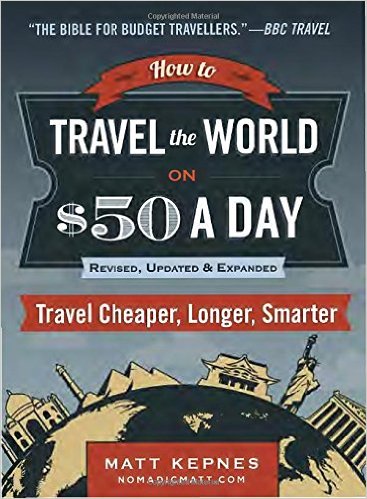 "THE BIBLE FOR BUDGET TRAVELLERS."—BBC TRAVEL
How to
TRAVEL the WORLD
ON
$50 A DAY
REVISED, UPDATED & EXPANDED
Travel Cheaper, Longer, Smarter
MATT KEPNES
NOMADICMATT.COM